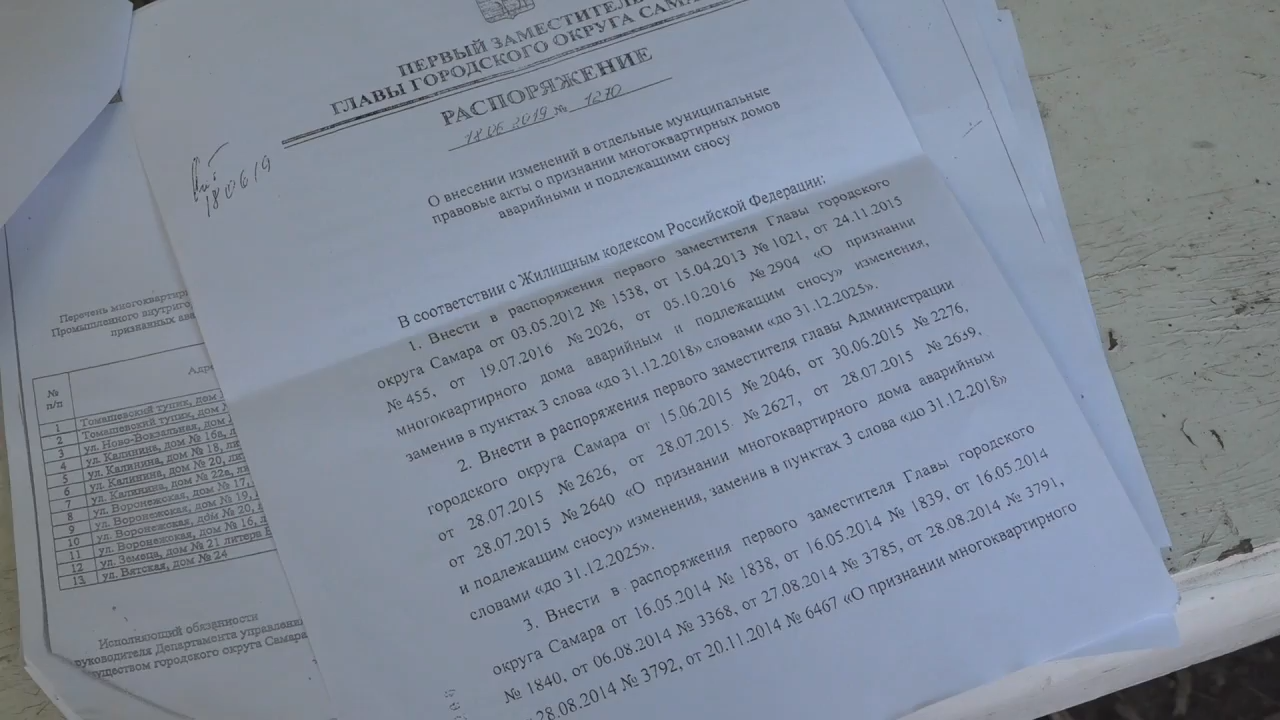 ПЕРВЫЙ ЗАМЕСТИТЕЛЬ
ГЛАВЫ ГОРОДСКОГО ОКРУГА САМАРА
РАСПОРЯЖЕНИЕ
18.06.2019 № 1270
180619
О внесении изменений в отдельные муниципальные
правовые акты о признании многоквартирных домов
аварийными и подлежащими сносу
В соответствии с Жилищным кодексом Российской Федерации:
1. Внести в распоряжения первого заместителя Главы городского
округа Самара от 03.05.2012 № 1538, от 15.04.2013 № 1021, от 24.11.2015
№ 455, от 19.07.2016 № 2026, от 05.10.2016 № 2904 «О признании
многоквартирного дома аварийным и подлежащим сносу» изменения,
заменив в пунктах 3 слова «до 31.12.2018» словами «до 31.12.2025».
2. Внести в распоряжения первого заместителя главы Администрации
городского округа Самара от 15.06.2015 № 2046, от 30.06.2015 № 2276,
от 28.07.2015 № 2626, от 28.07.2015 № 2627, от 28.07.2015 № 2639,
от 28.07.2015 № 2640 «О признании многоквартирного дома аварийным
и подлежащим сносу» изменения, заменив в пунктах 3 слова «до 31.12.2018»
словами «до 31.12.2025».
3. Внести в распоряжения первого заместителя Главы городского
округа Самара от 16.05.2014 № 1838, от 16.05.2014 № 1839, от 16.05.2014
№ 1840, от 06.08.2014 № 3368, от 27.08.2014 № 3785, от 28.08.2014 № 3791,
28.08.2014 № 3792, от 20.11.2014 № 6467 «О признании многоквартирного
Перечень многокварти
Промышленного внутриго
признанных ава
№ п/п Адре
1 Томашевский тупик, дом
2 Томашевский тупик, дом
3 ул. Ново-Вокзальная, дом
4 ул. Калинина, дом № 16а,
5 ул. Калинина, дом № 18, ли
6 ул. Калинина, дом № 20, ли
7 ул. Калинина, дом № 22а, ли
8 ул. Воронежская, дом № 17,
9 ул. Воронежская, дом № 19,
10 ул. Воронежская, дом № 20,
11 ул. Воронежская, дом № 16,
12 ул. Земеца, дом № 21 литера
13 ул. Вятская, дом № 24
Исполняющий обязанности
руководителя Департамента управлени
уществом городского округа Самара